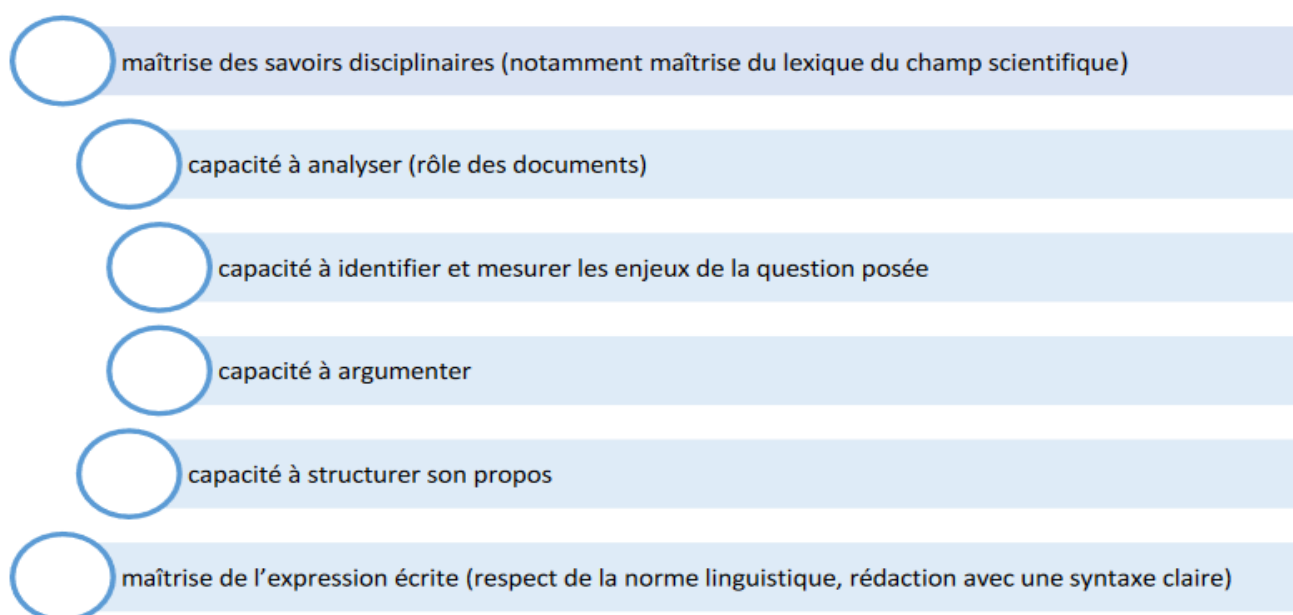 maîtrise des savoirs disciplinaires (notamment maîtrise du lexique du champ scientifique)
capacité à analyser (rôle des documents)
capacité à identifier et mesurer les enjeux de la question posée
capacité à argumenter
capacité à structurer son propos
maîtrise de l’expression écrite (respect de la norme linguistique, rédaction avec une syntaxe claire)